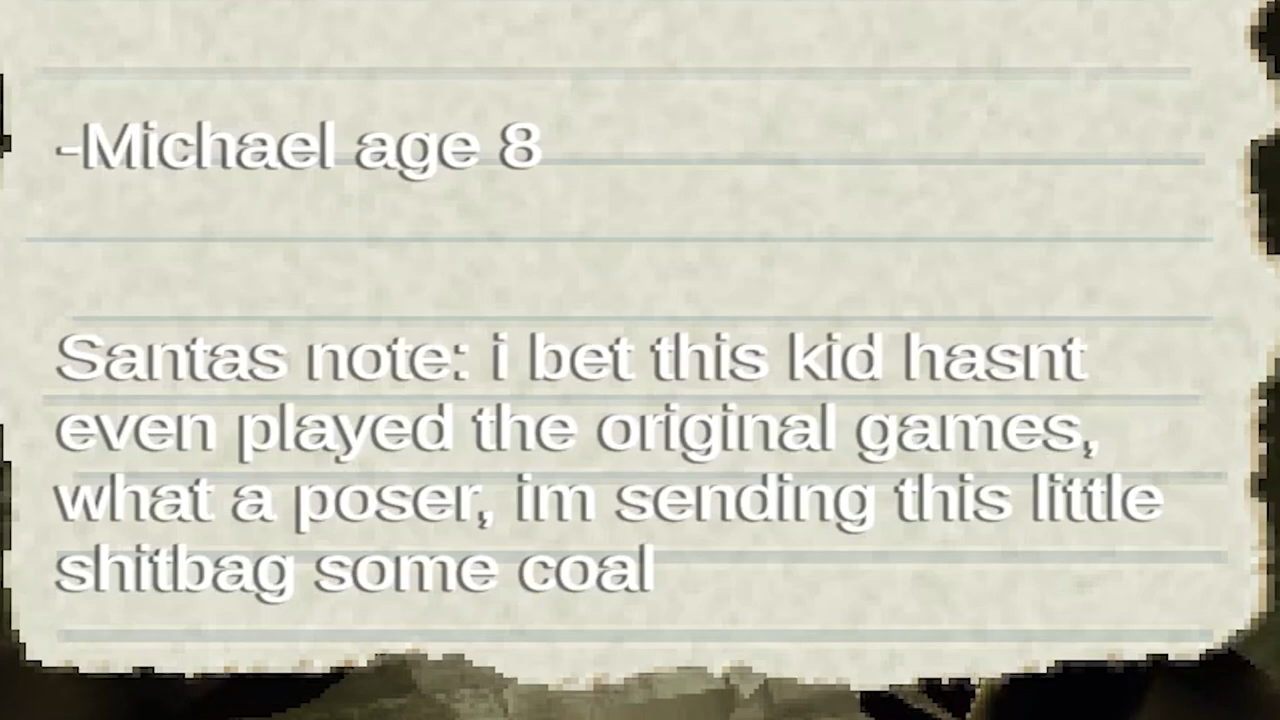 -Michael age 8
Santas note: i bet this kid hasnt
even played the original games,
what a poser, im sending this little
shitbag some coal